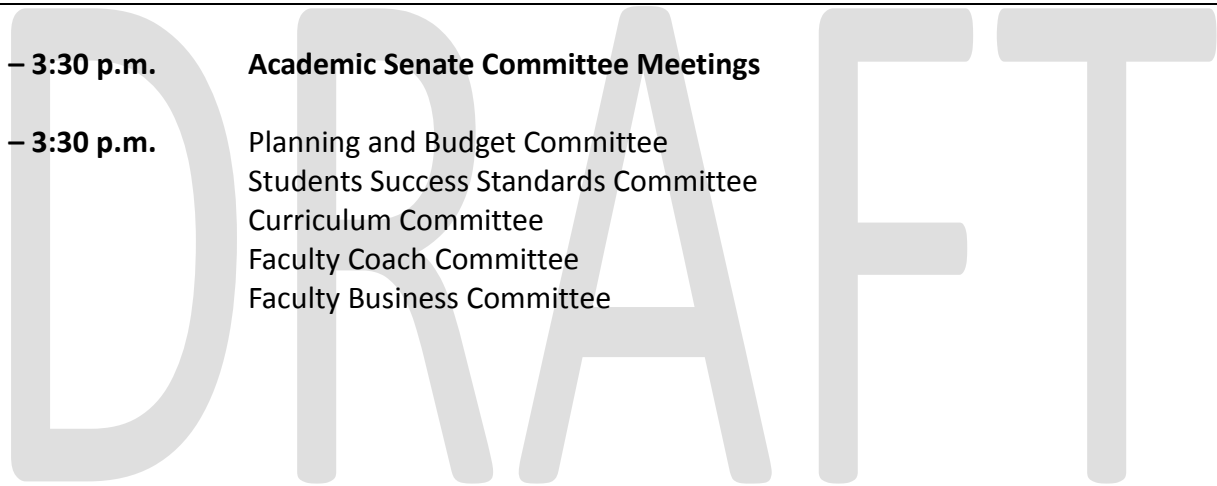 – 3:30 p.m. Academic Senate Committee Meetings
– 3:30 p.m. Planning and Budget Committee
Students Success Standards Committee
Curriculum Committee
Faculty Coach Committee
Faculty Business Committee
DRAFT